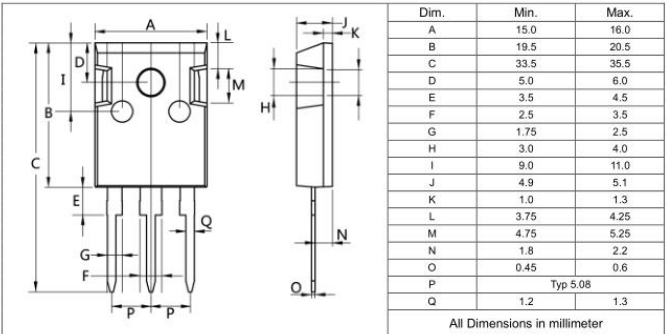 A
L
J
K
D
I
M
H
B
C
E
Q
N
G
F
O
P P
Dim. Min. Max.
A 15.0 16.0
B 19.5 20.5
C 33.5 35.5
D 5.0 6.0
E 3.5 4.5
F 2.5 3.5
G 1.75 2.5
H 3.0 4.0
I 9.0 11.0
J 4.9 5.1
K 1.0 1.3
L 3.75 4.25
M 4.75 5.25
N 1.8 2.2
O 0.45 0.6
P Typ 5.08
Q 1.2 1.3
All Dimensions in millimeter